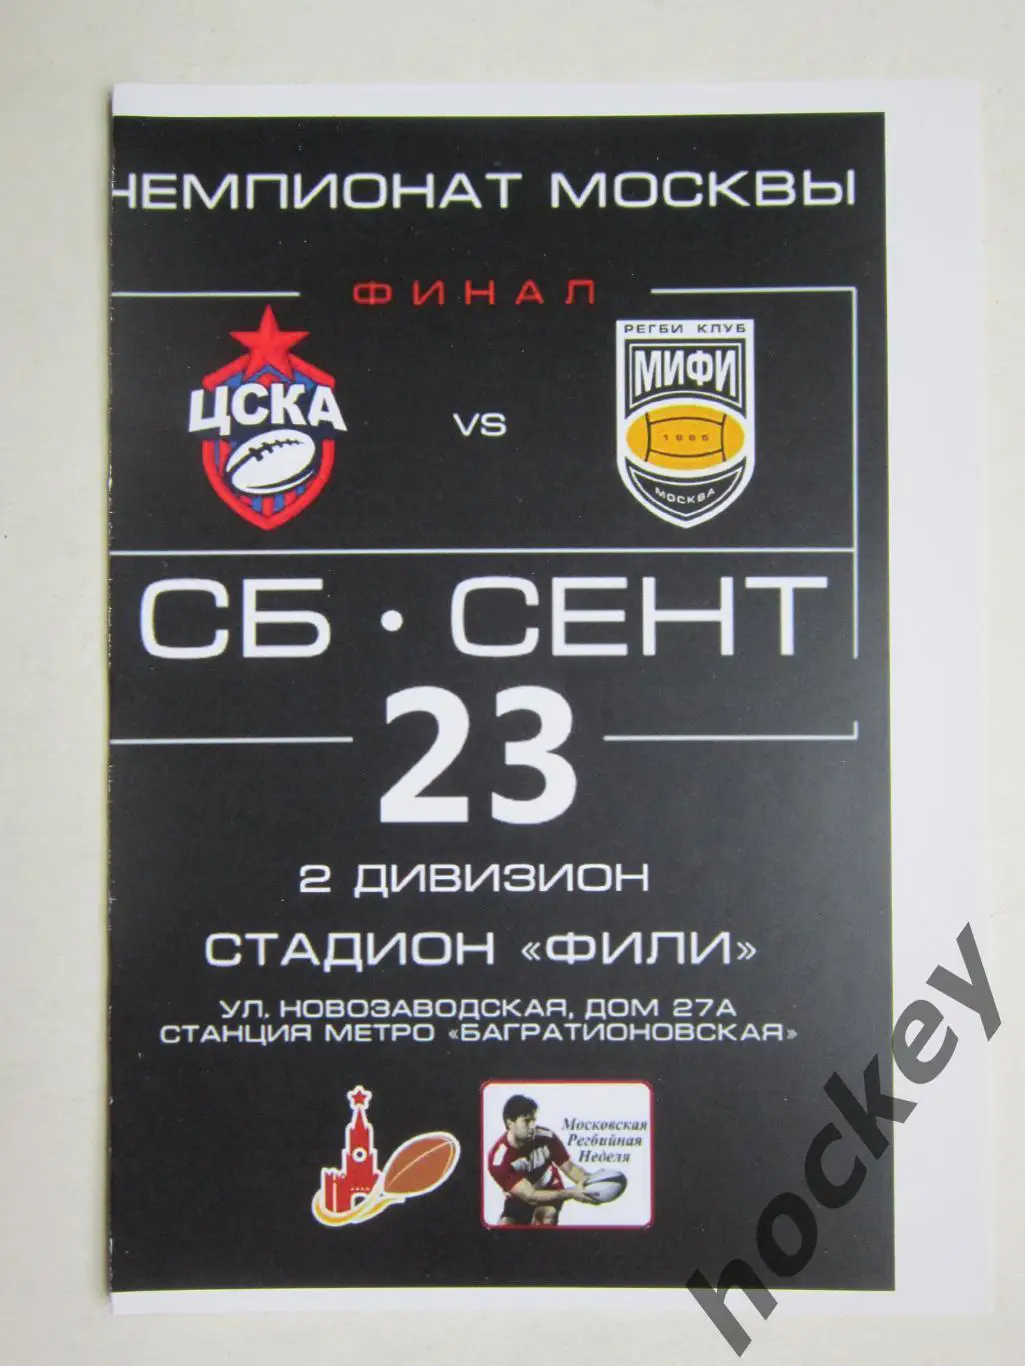 ЧЕМПИОНАТ МОСКВЫ
ФИНАЛ
ЦСКА
VS
РЕГБИ КЛУБ
МИФИ
МОСКВА
СБ • СЕНТ
23
2 ДИВИЗИОН
СТАДИОН «ФИЛИ»
УЛ. НОВОЗАВОДСКАЯ, ДОМ 27А
СТАНЦИЯ МЕТРО «БАГРАТИОНОВСКАЯ»
Московская
Регбийная
Неделя
hockey